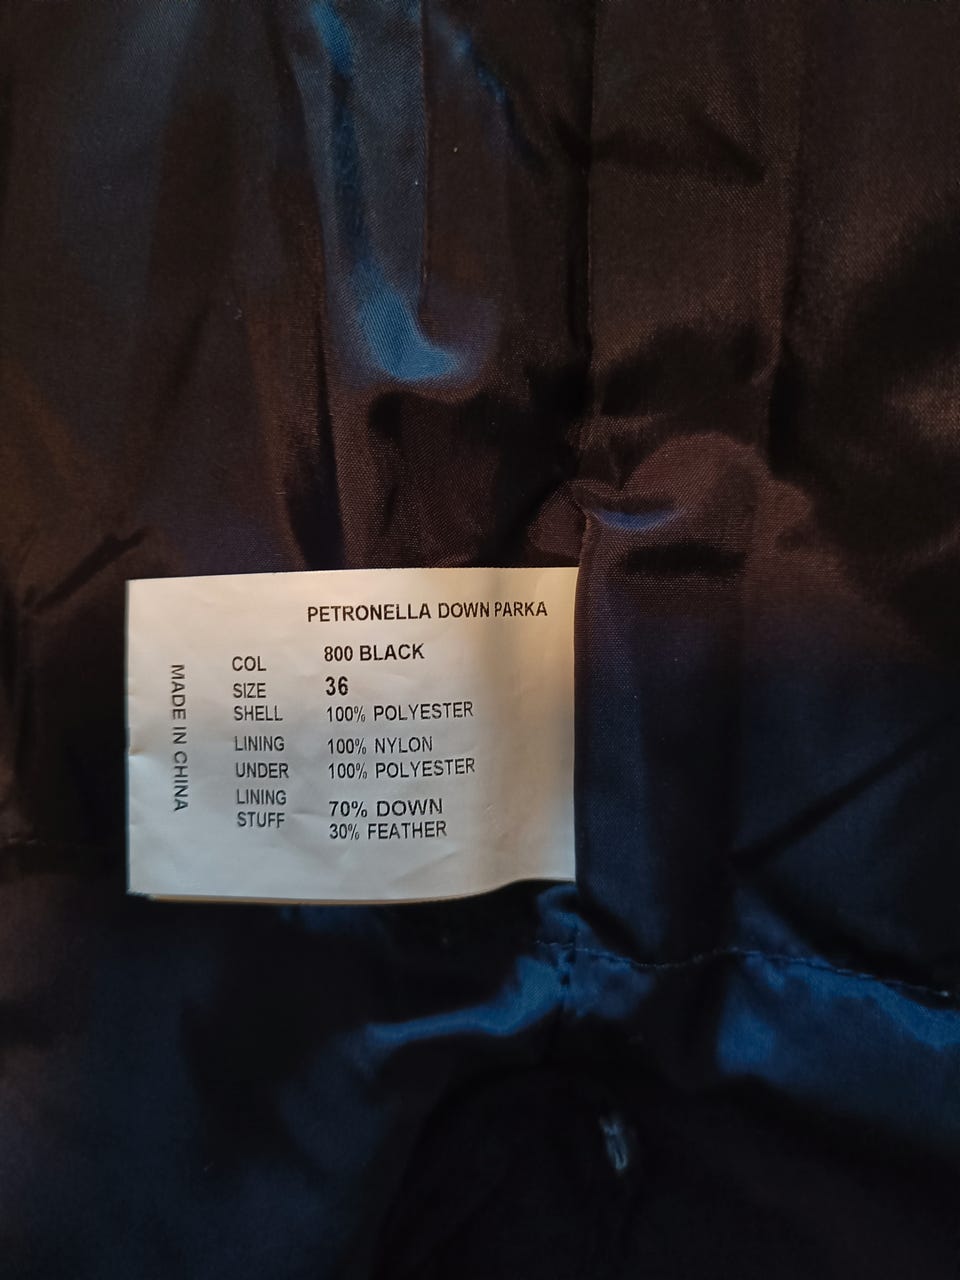 PETRONELLA DOWN PARKA
COL 800 BLACK
SIZE 36
SHELL 100% POLYESTER
LINING 100% NYLON
UNDER 100% POLYESTER
LINING
STUFF 70% DOWN
30% FEATHER
MADE IN CHINA